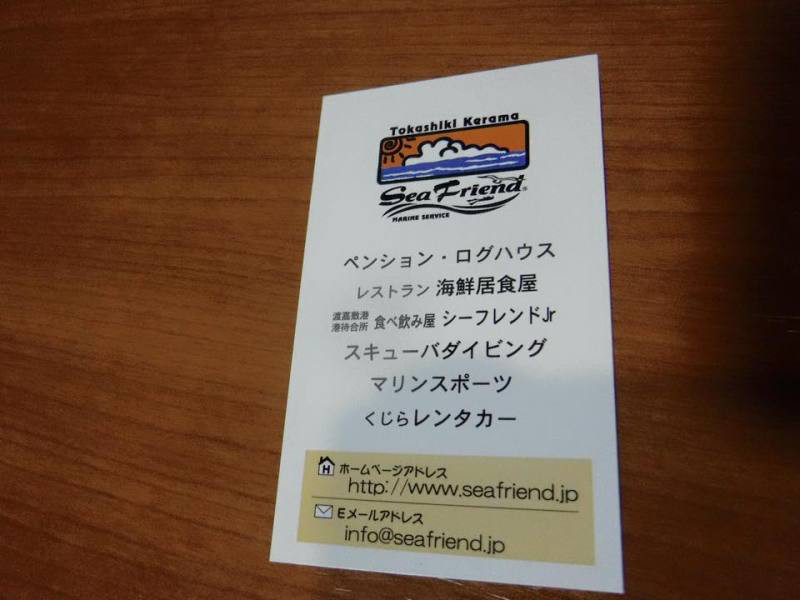 Tokashiki Kerama
Sea Friend®
MARINE SERVICE
ペンション・ログハウス
レストラン 海鮮居食屋
渡嘉敷港
港待合所 食べ飲み屋 シーフレンドJr
スキューバダイビング
マリンスポーツ
くじらレンタカー
H ホームページアドレス
http://www.seafriend.jp
Eメールアドレス
info@seafriend.jp